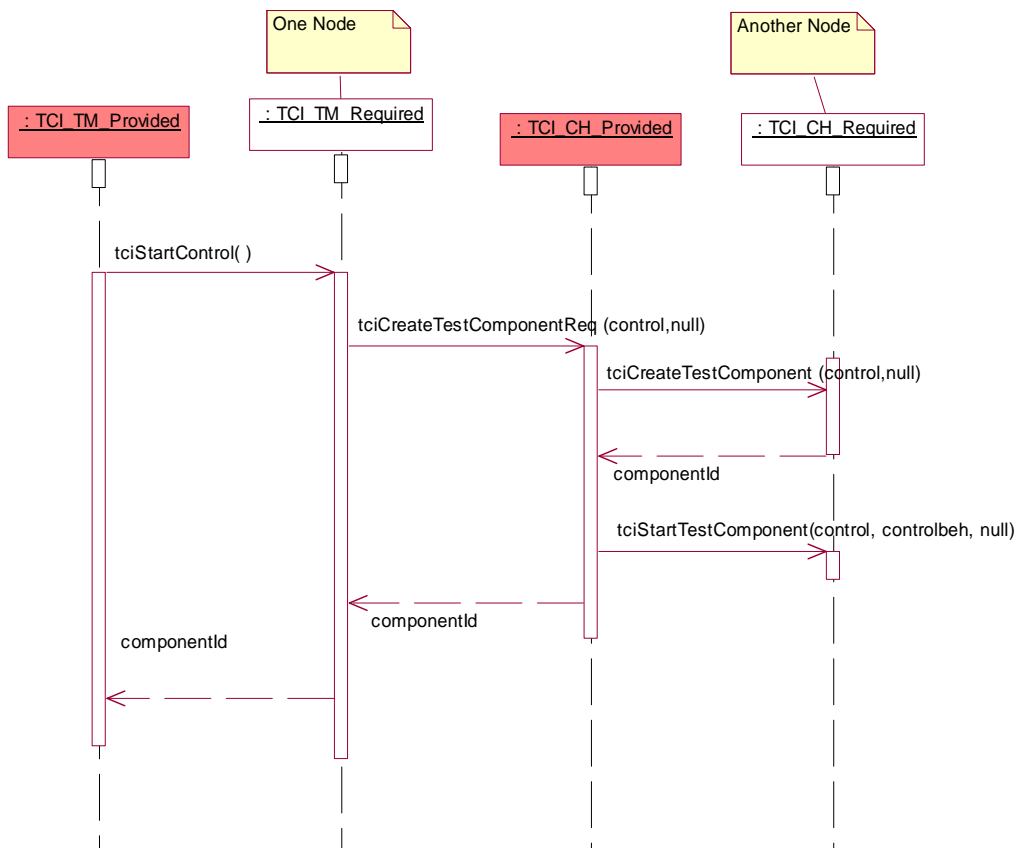 One Node
Another Node
: TCI_TM_Provided
: TCI_TM_Required
: TCI_CH_Provided
: TCI_CH_Required
tciStartControl( )
tciCreateTestComponentReq (control,null)
tciCreateTestComponent (control,null)
componentId
tciStartTestComponent(control, controlbeh, null)
componentId
componentId